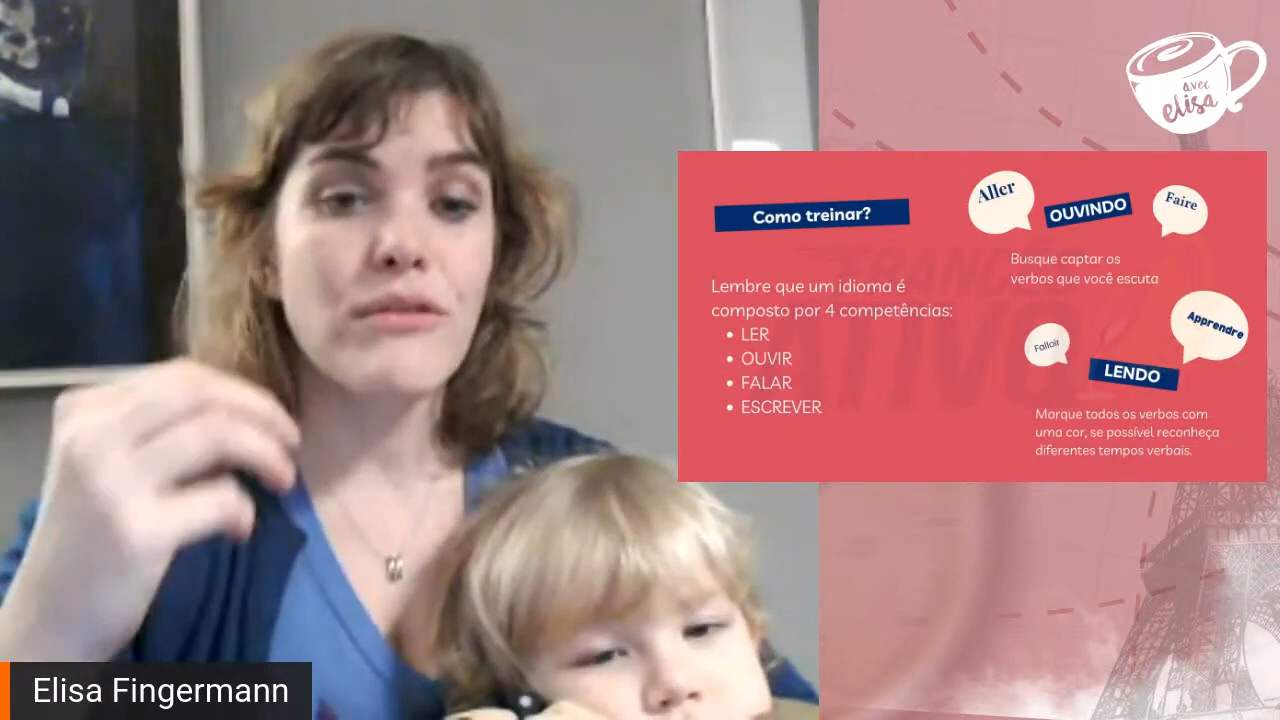 avec
elisa
Como treinar?
Aller
OUVINDO
Faire
Busque captar os
verbos que você escuta
Lembre que um idioma é
composto por 4 competências:
• LER
• OUVIR
• FALAR
• ESCREVER
Apprendre
Falloir
LENDO
Marque todos os verbos com
uma cor, se possível reconheça
diferentes tempos verbais.
FRANCÊS
ATIVO
Elisa Fingermann